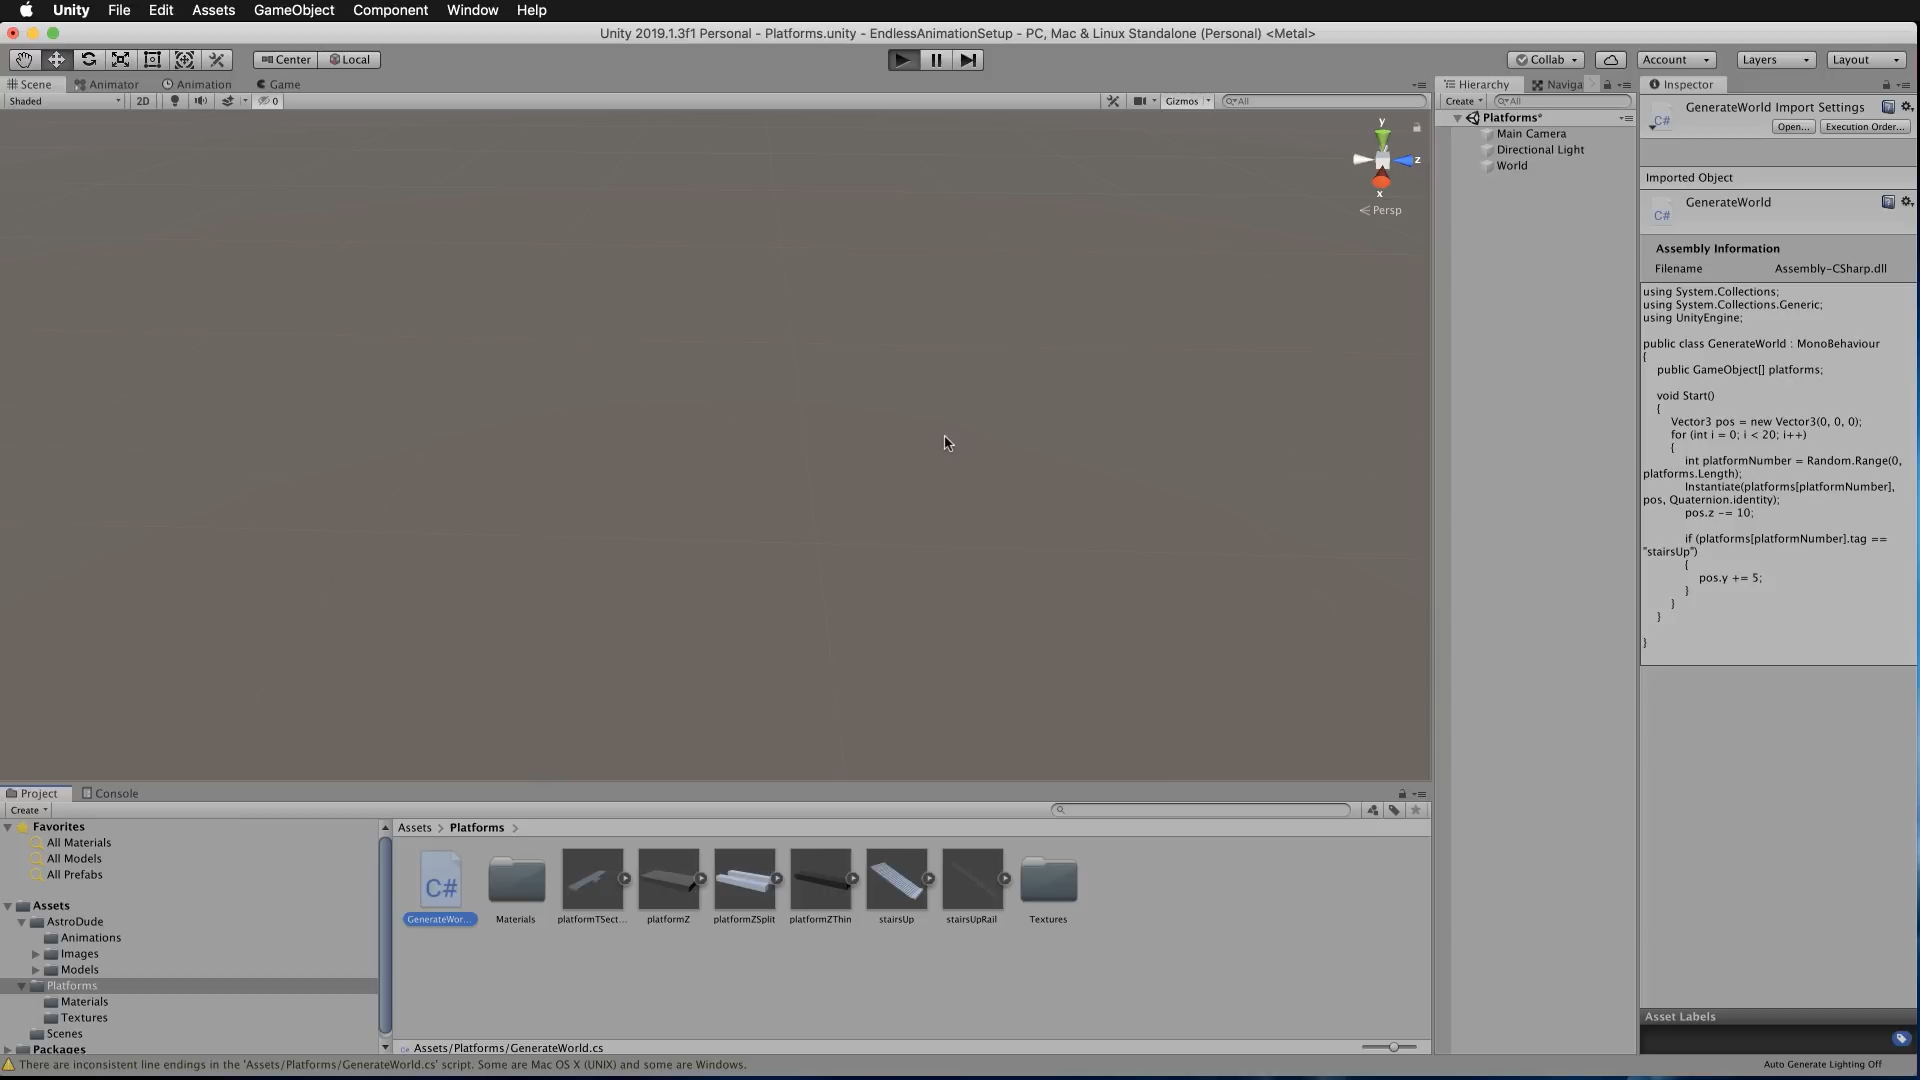 Unity File Edit Assets GameObject Component Window Help
Unity 2019.1.3f1 Personal - Platforms.unity - EndlessAnimationSetup - PC, Mac & Linux Standalone (Personal) <Metal>
Center Local Collab Account Layers Layout
Scene Animator Animation Game
Shaded 2D 0 Gizmos All
y
z
x
Persp
Hierarchy Naviga
Create All
Platforms*
Main Camera
Directional Light
World
Inspector
GenerateWorld Import Settings
C#
Open... Execution Order...
Imported Object
GenerateWorld
C#
Assembly Information
Filename Assembly-CSharp.dll
using System.Collections;
using System.Collections.Generic;
using UnityEngine;
public class GenerateWorld : MonoBehaviour
{
public GameObject[] platforms;
void Start()
{
Vector3 pos = new Vector3(0, 0, 0);
for (int i = 0; i < 20; i++)
{
int platformNumber = Random.Range(0,
platforms.Length);
Instantiate(platforms[platformNumber],
pos, Quaternion.identity);
pos.z -= 10;
if (platforms[platformNumber].tag ==
"stairsUp")
{
pos.y += 5;
}
}
}
}
Asset Labels
Project Console
Create
Favorites
All Materials
All Models
All Prefabs
Assets
AstroDude
Animations
Images
Models
Platforms
Materials
Textures
Scenes
Packages
Assets > Platforms >
C#
GenerateWor... Materials platformTSect... platformZ platformZSplit platformZThin stairsUp stairsUpRail Textures
Assets/Platforms/GenerateWorld.cs
There are inconsistent line endings in the 'Assets/Platforms/GenerateWorld.cs' script. Some are Mac OS X (UNIX) and some are Windows.
Auto Generate Lighting Off